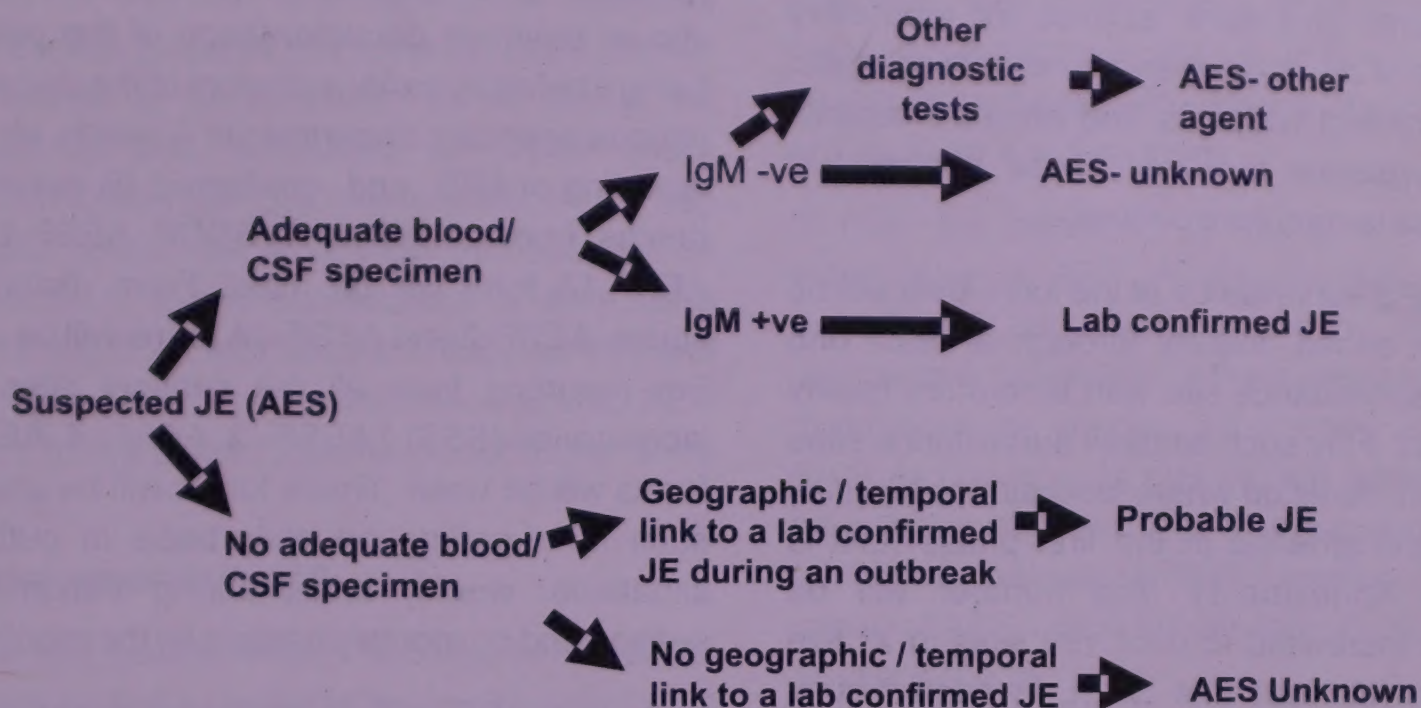 Other
diagnostic
tests
AES- other
agent
IgM -ve
AES- unknown
Adequate blood/
CSF specimen
IgM +ve
Lab confirmed JE
Suspected JE (AES)
No adequate blood/
CSF specimen
Geographic / temporal
link to a lab confirmed
JE during an outbreak
Probable JE
No geographic / temporal
link to a lab confirmed JE
AES Unknown